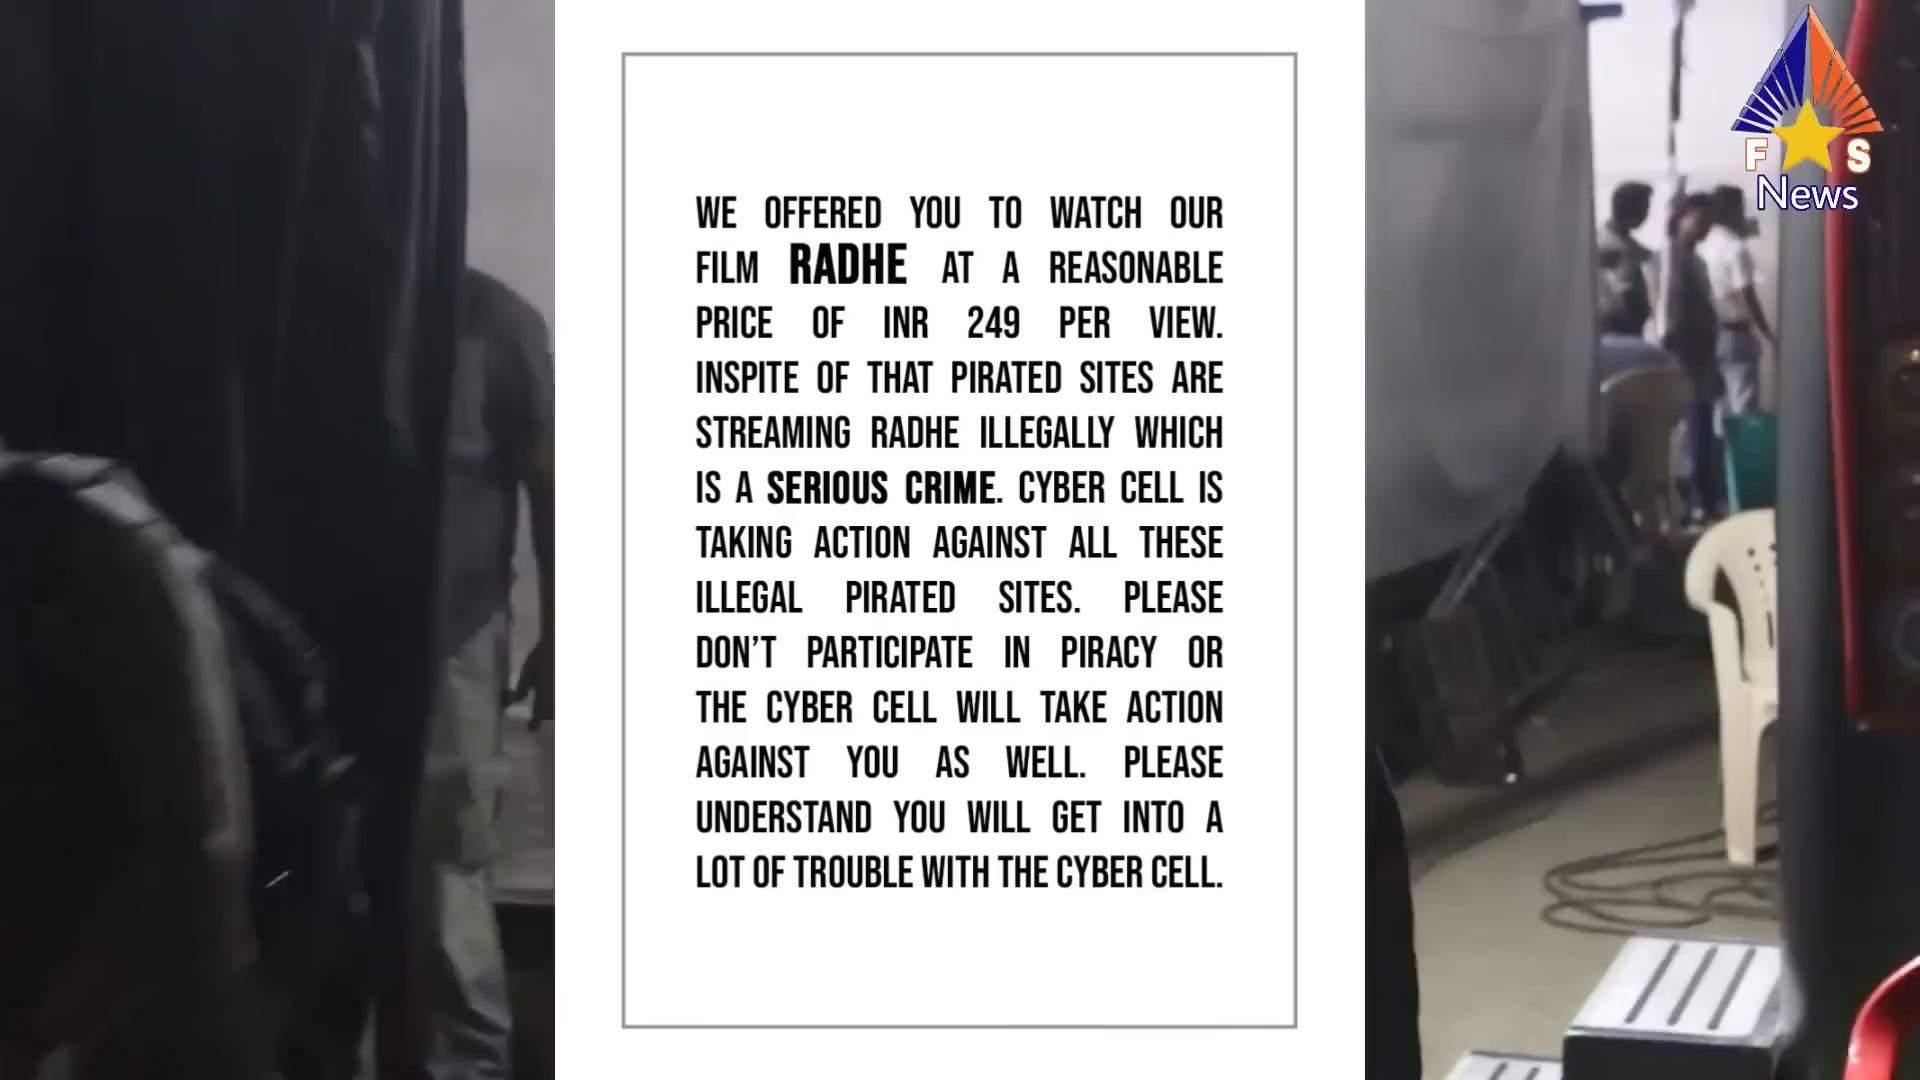 WE OFFERED YOU TO WATCH OUR
FILM RADHE AT A REASONABLE
PRICE OF INR 249 PER VIEW.
INSPITE OF THAT PIRATED SITES ARE
STREAMING RADHE ILLEGALLY WHICH
IS A SERIOUS CRIME. CYBER CELL IS
TAKING ACTION AGAINST ALL THESE
ILLEGAL PIRATED SITES. PLEASE
DON'T PARTICIPATE IN PIRACY OR
THE CYBER CELL WILL TAKE ACTION
AGAINST YOU AS WELL. PLEASE
UNDERSTAND YOU WILL GET INTO A
LOT OF TROUBLE WITH THE CYBER CELL.
F S
News